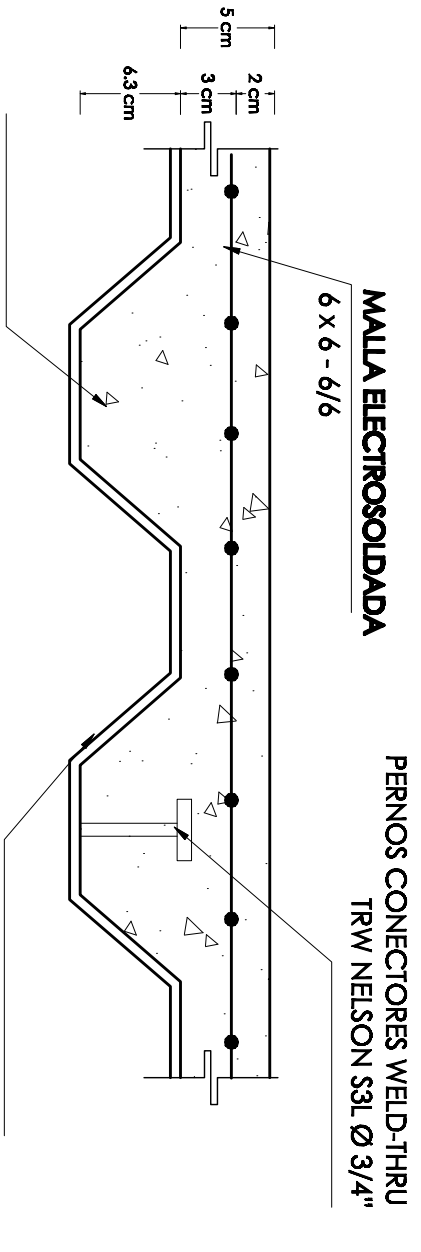 MALLA ELECTROSOLDADA
6 x 6 - 6/6
PERNOS CONECTORES WELD-THRU
TRW NELSON S3L Ø 3/4"
5 cm
2 cm
3 cm
6.3 cm